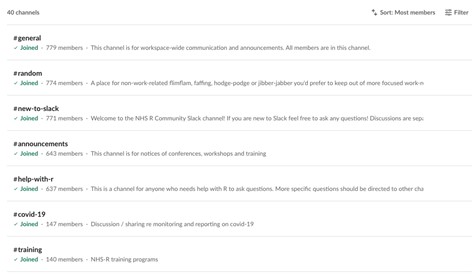 40 channels
Sort: Most members
Filter
#general
✓ Joined · 779 members · This channel is for workspace-wide communication and announcements. All members are in this channel.
#random
✓ Joined · 774 members · A place for non-work-related flimflam, faffing, hodge-podge or jibber-jabber you'd prefer to keep out of more focused work-n
#new-to-slack
✓ Joined · 771 members · Welcome to the NHS R Community Slack channel! If you are new to Slack feel free to ask any questions! Discussions are sepa
#announcements
✓ Joined · 643 members · This channel is for notices of conferences, workshops and training
#help-with-r
✓ Joined · 637 members · This is a channel for anyone who needs help with R to ask questions. More specific questions should be directed to other cha
#covid-19
✓ Joined · 147 members · Discussion / sharing re monitoring and reporting on covid-19
#training
✓ Joined · 140 members · NHS-R training programs